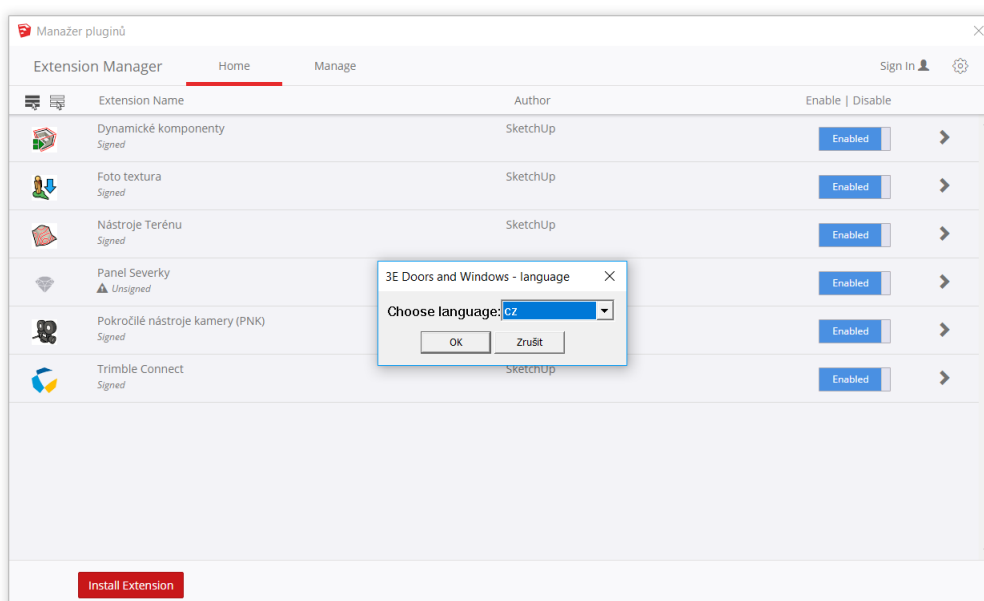 Manažer pluginů
Extension Manager Home Manage Sign In
Extension Name Author Enable | Disable
Dynamické komponenty SketchUp Enabled
Signed
Foto textura SketchUp Enabled
Signed
Nástroje Terénu SketchUp Enabled
Signed
Panel Severky Enabled
Unsigned
Pokročilé nástroje kamery (PNK) Enabled
Signed
Trimble Connect SketchUp Enabled
Signed
3E Doors and Windows - language
Choose language: cz
OK Zrušit
Install Extension